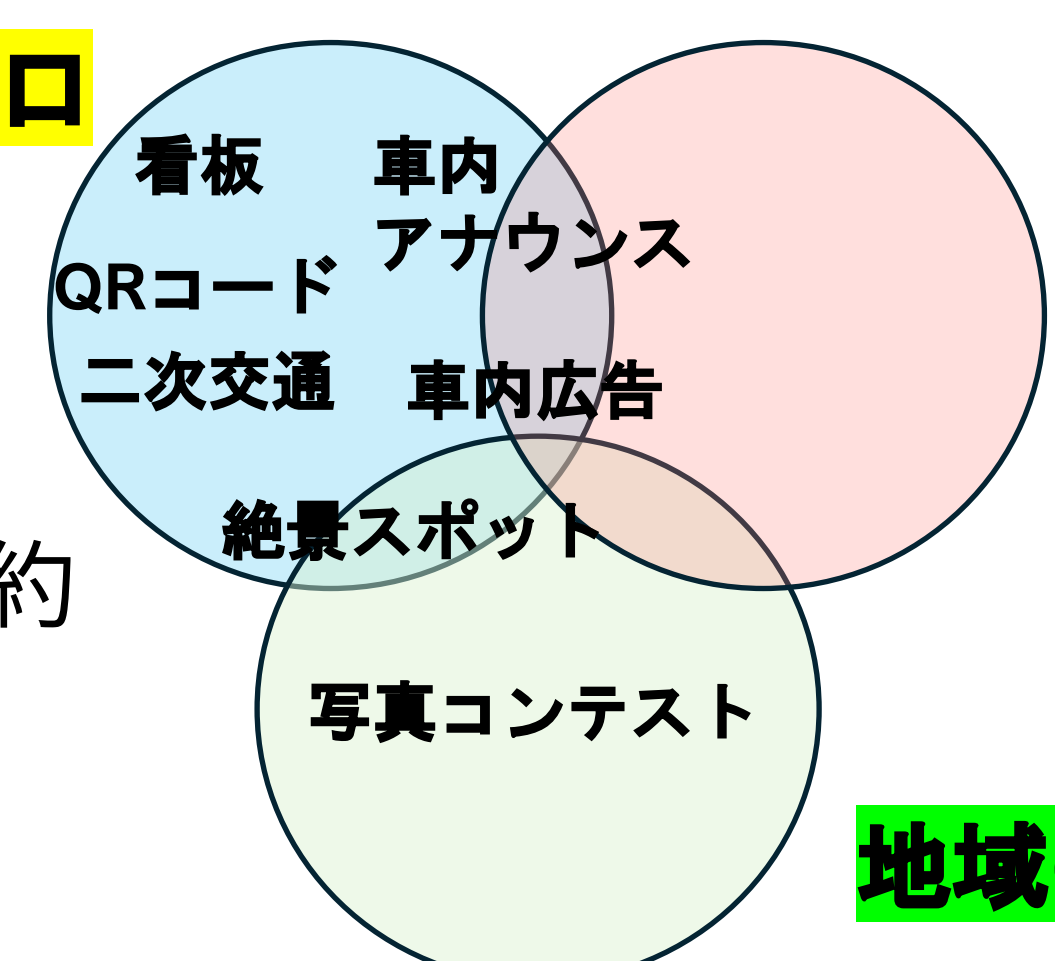 ロ
看板
車内
アナウンス
QRコード
二次交通
車内広告
絶景スポット
約
写真コンテスト
地域